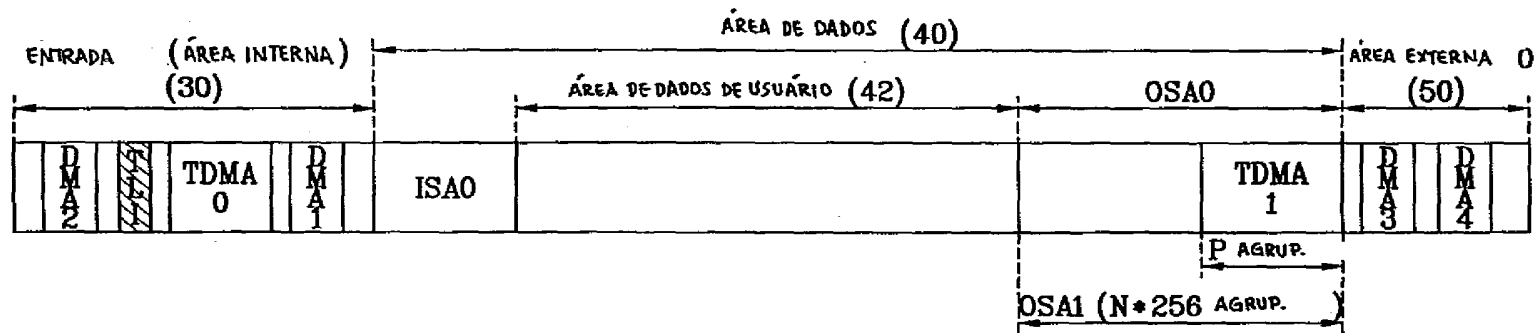 ÁREA DE DADOS (40)
ENTRADA (ÁREA INTERNA)
(30)
ÁREA EXTERNA 0
(50)
ÁREA DE DADOS DE USUÁRIO (42)
OSA0
DMA2
TL1
TDMA
0
DMA1
ISA0
TDMA
1
DMA3
DMA4
P AGRUP.
OSA1 (N*256 AGRUP. )